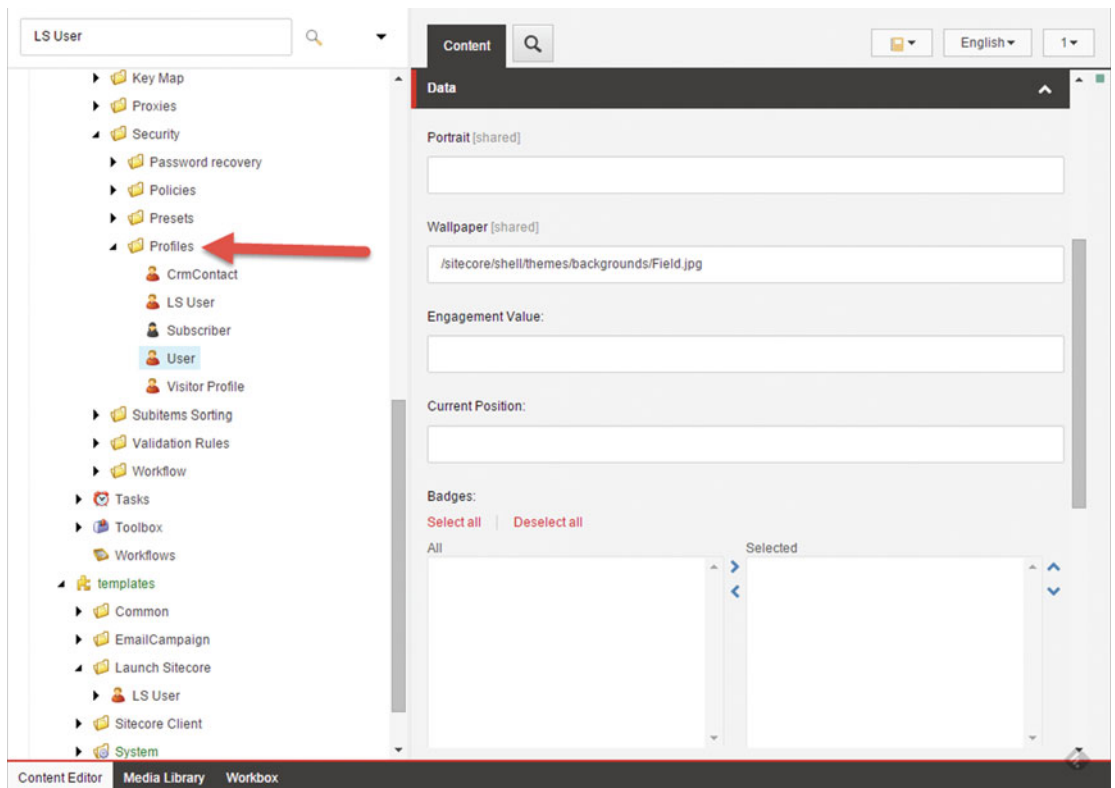 LS User
Key Map
Proxies
Security
Password recovery
Policies
Presets
Profiles
CrmContact
LS User
Subscriber
User
Visitor Profile
Subitems Sorting
Validation Rules
Workflow
Tasks
Toolbox
Workflows
templates
Common
EmailCampaign
Launch Sitecore
LS User
Sitecore Client
System
Content
English
1
Data
Portrait [shared]
Wallpaper [shared]
/sitecore/shell/themes/backgrounds/Field.jpg
Engagement Value:
Current Position:
Badges:
Select all | Deselect all
All Selected
Content Editor Media Library Workbox